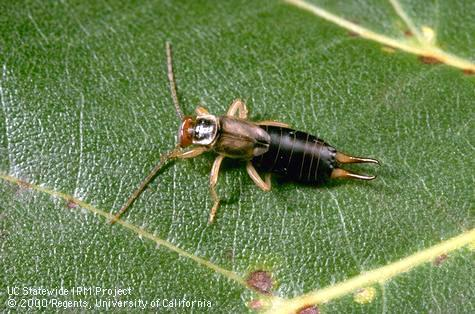 UC Statewide IPM Project
© 2000 Regents, University of California